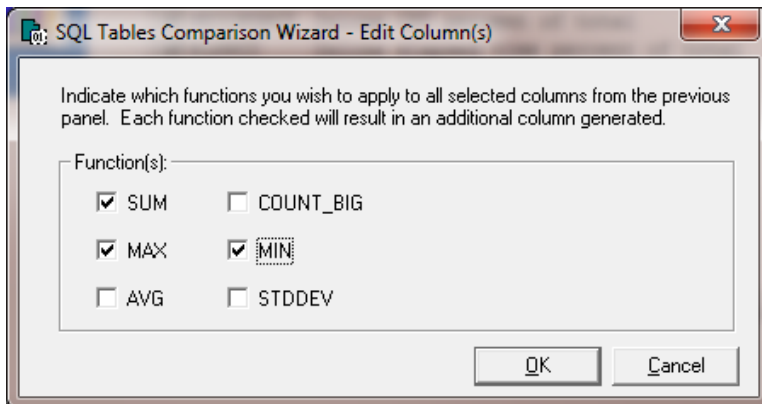 SQL Tables Comparison Wizard - Edit Column(s)
Indicate which functions you wish to apply to all selected columns from the previous
panel. Each function checked will result in an additional column generated.
Function(s):
SUM COUNT_BIG
MAX MIN
AVG STDDEV
OK Cancel